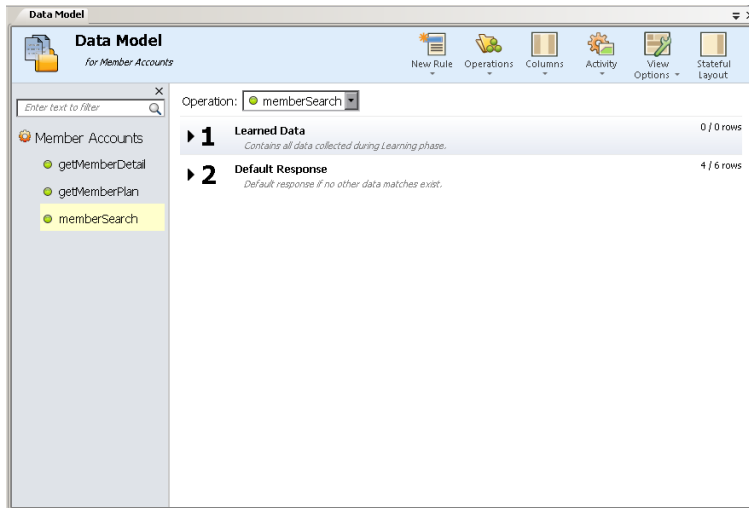 Data Model
Data Model
for Member Accounts
New Rule
Operations
Columns
Activity
View Options
Stateful Layout
Enter text to filter
Member Accounts
getMemberDetail
getMemberPlan
memberSearch
Operation: memberSearch
1 Learned Data 0 / 0 rows
Contains all data collected during Learning phase.
2 Default Response 4 / 6 rows
Default response if no other data matches exist.